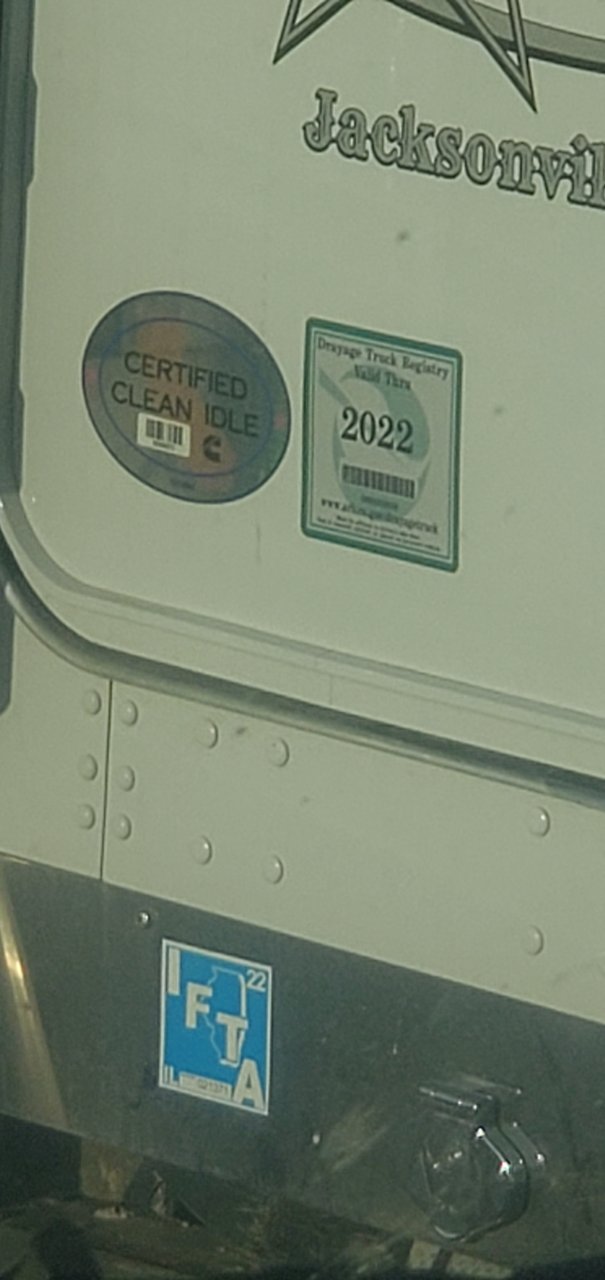 Jacksonvil
CERTIFIED
CLEAN IDLE
Drayage Truck Registry
Valid Thru
2022
22
I
F
T
A
IL